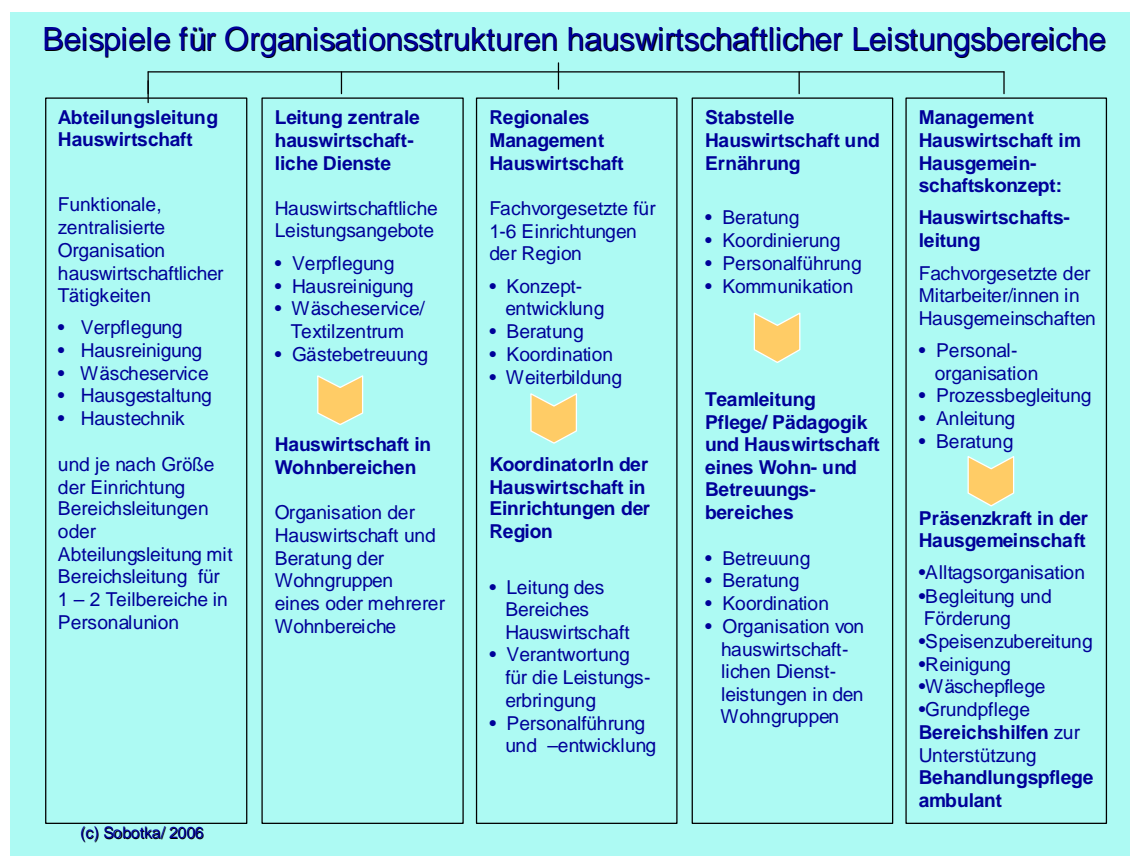 Beispiele für Organisationsstrukturen hauswirtschaftlicher Leistungsbereiche
Abteilungsleitung
Hauswirtschaft
Funktionale,
zentralisierte
Organisation
hauswirtschaftlicher
Tätigkeiten
• Verpflegung
• Hausreinigung
• Wäscheservice
• Hausgestaltung
• Haustechnik
und je nach Größe
der Einrichtung
Bereichsleitungen
oder
Abteilungsleitung mit
Bereichsleitung für
1 – 2 Teilbereiche in
Personalunion
Leitung zentrale
hauswirtschaft-
liche Dienste
Hauswirtschaftliche
Leistungsangebote
• Verpflegung
• Hausreinigung
• Wäscheservice/
Textilzentrum
• Gästebetreuung
Hauswirtschaft in
Wohnbereichen
Organisation der
Hauswirtschaft und
Beratung der
Wohngruppen
eines oder mehrerer
Wohnbereiche
Regionales
Management
Hauswirtschaft
Fachvorgesetzte für
1-6 Einrichtungen
der Region
• Konzept-
entwicklung
• Beratung
• Koordination
• Weiterbildung
KoordinatorIn der
Hauswirtschaft in
Einrichtungen der
Region
• Leitung des
Bereiches
Hauswirtschaft
• Verantwortung
für die Leistungs-
erbringung
• Personalführung
und –entwicklung
Stabstelle
Hauswirtschaft und
Ernährung
• Beratung
• Koordinierung
• Personalführung
• Kommunikation
Teamleitung
Pflege/ Pädagogik
und Hauswirtschaft
eines Wohn- und
Betreuungs-
bereiches
• Betreuung
• Beratung
• Koordination
• Organisation von
hauswirtschaft-
lichen Dienst-
leistungen in den
Wohngruppen
Management
Hauswirtschaft im
Hausgemein-
schaftskonzept:
Hauswirtschafts-
leitung
Fachvorgesetzte der
Mitarbeiter/innen in
Hausgemeinschaften
• Personal-
organisation
• Prozessbegleitung
• Anleitung
• Beratung
Präsenzkraft in der
Hausgemeinschaft
•Alltagsorganisation
•Begleitung und
Förderung
•Speisenzubereitung
•Reinigung
•Wäschepflege
•Grundpflege
Bereichshilfen zur
Unterstützung
Behandlungspflege
ambulant
(c) Sobotka/ 2006